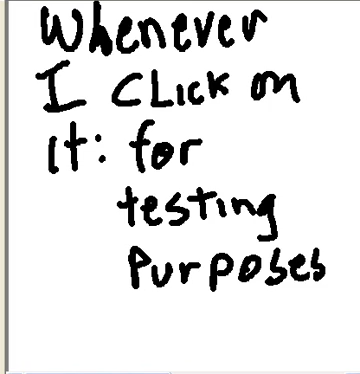 Whenever
I CLick on
it: for
testing
Purposes